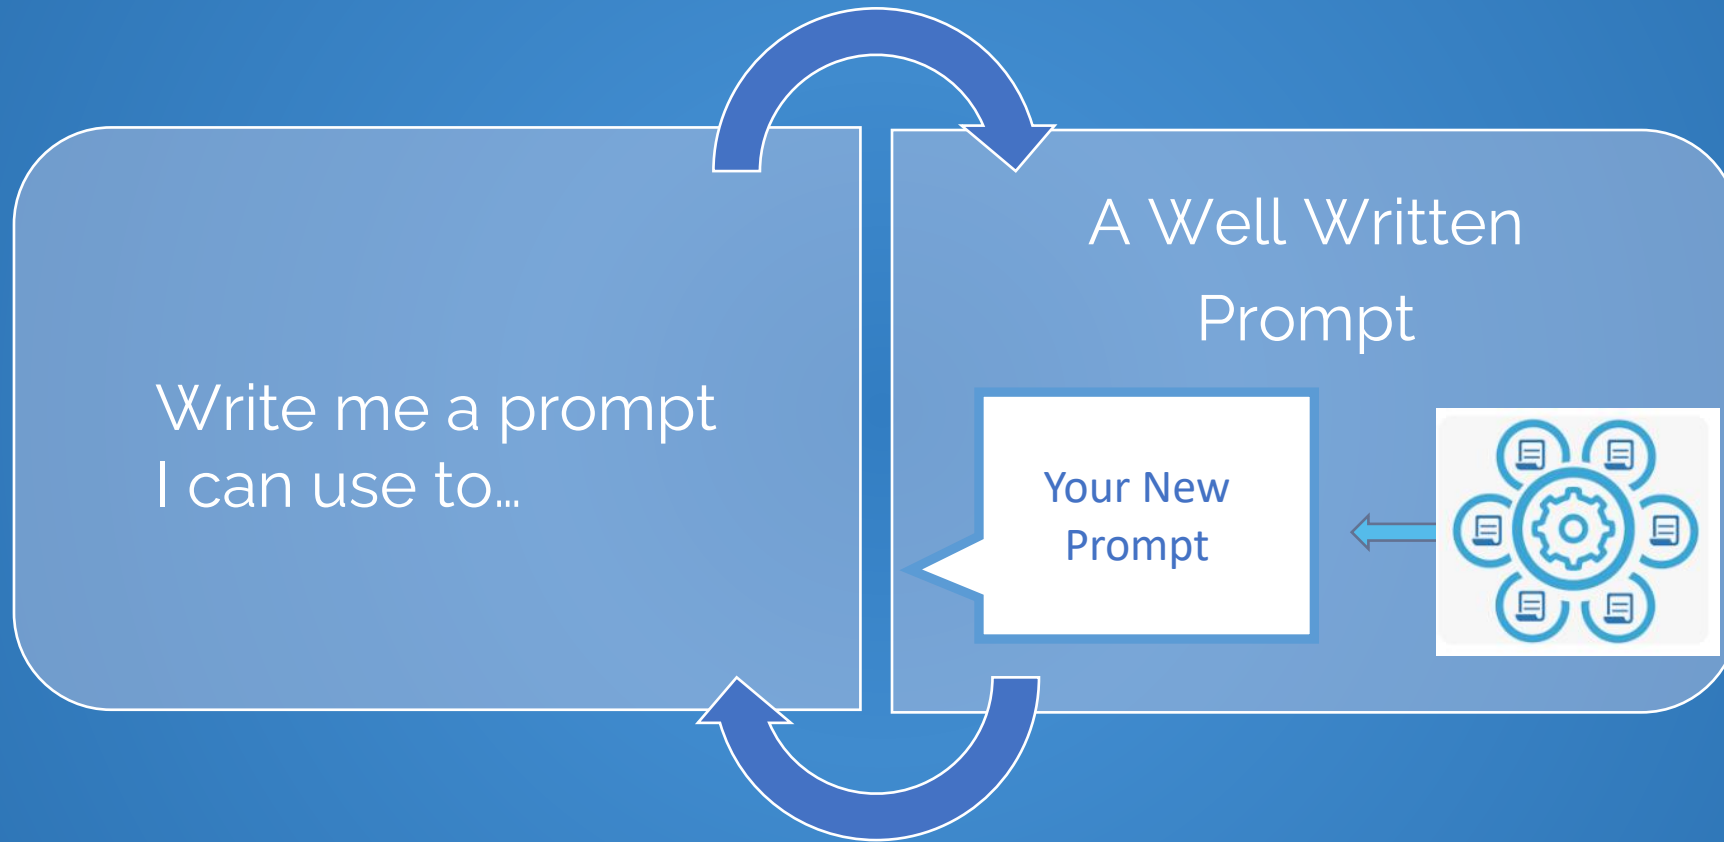 Write me a prompt
I can use to…
A Well Written
Prompt
Your New
Prompt